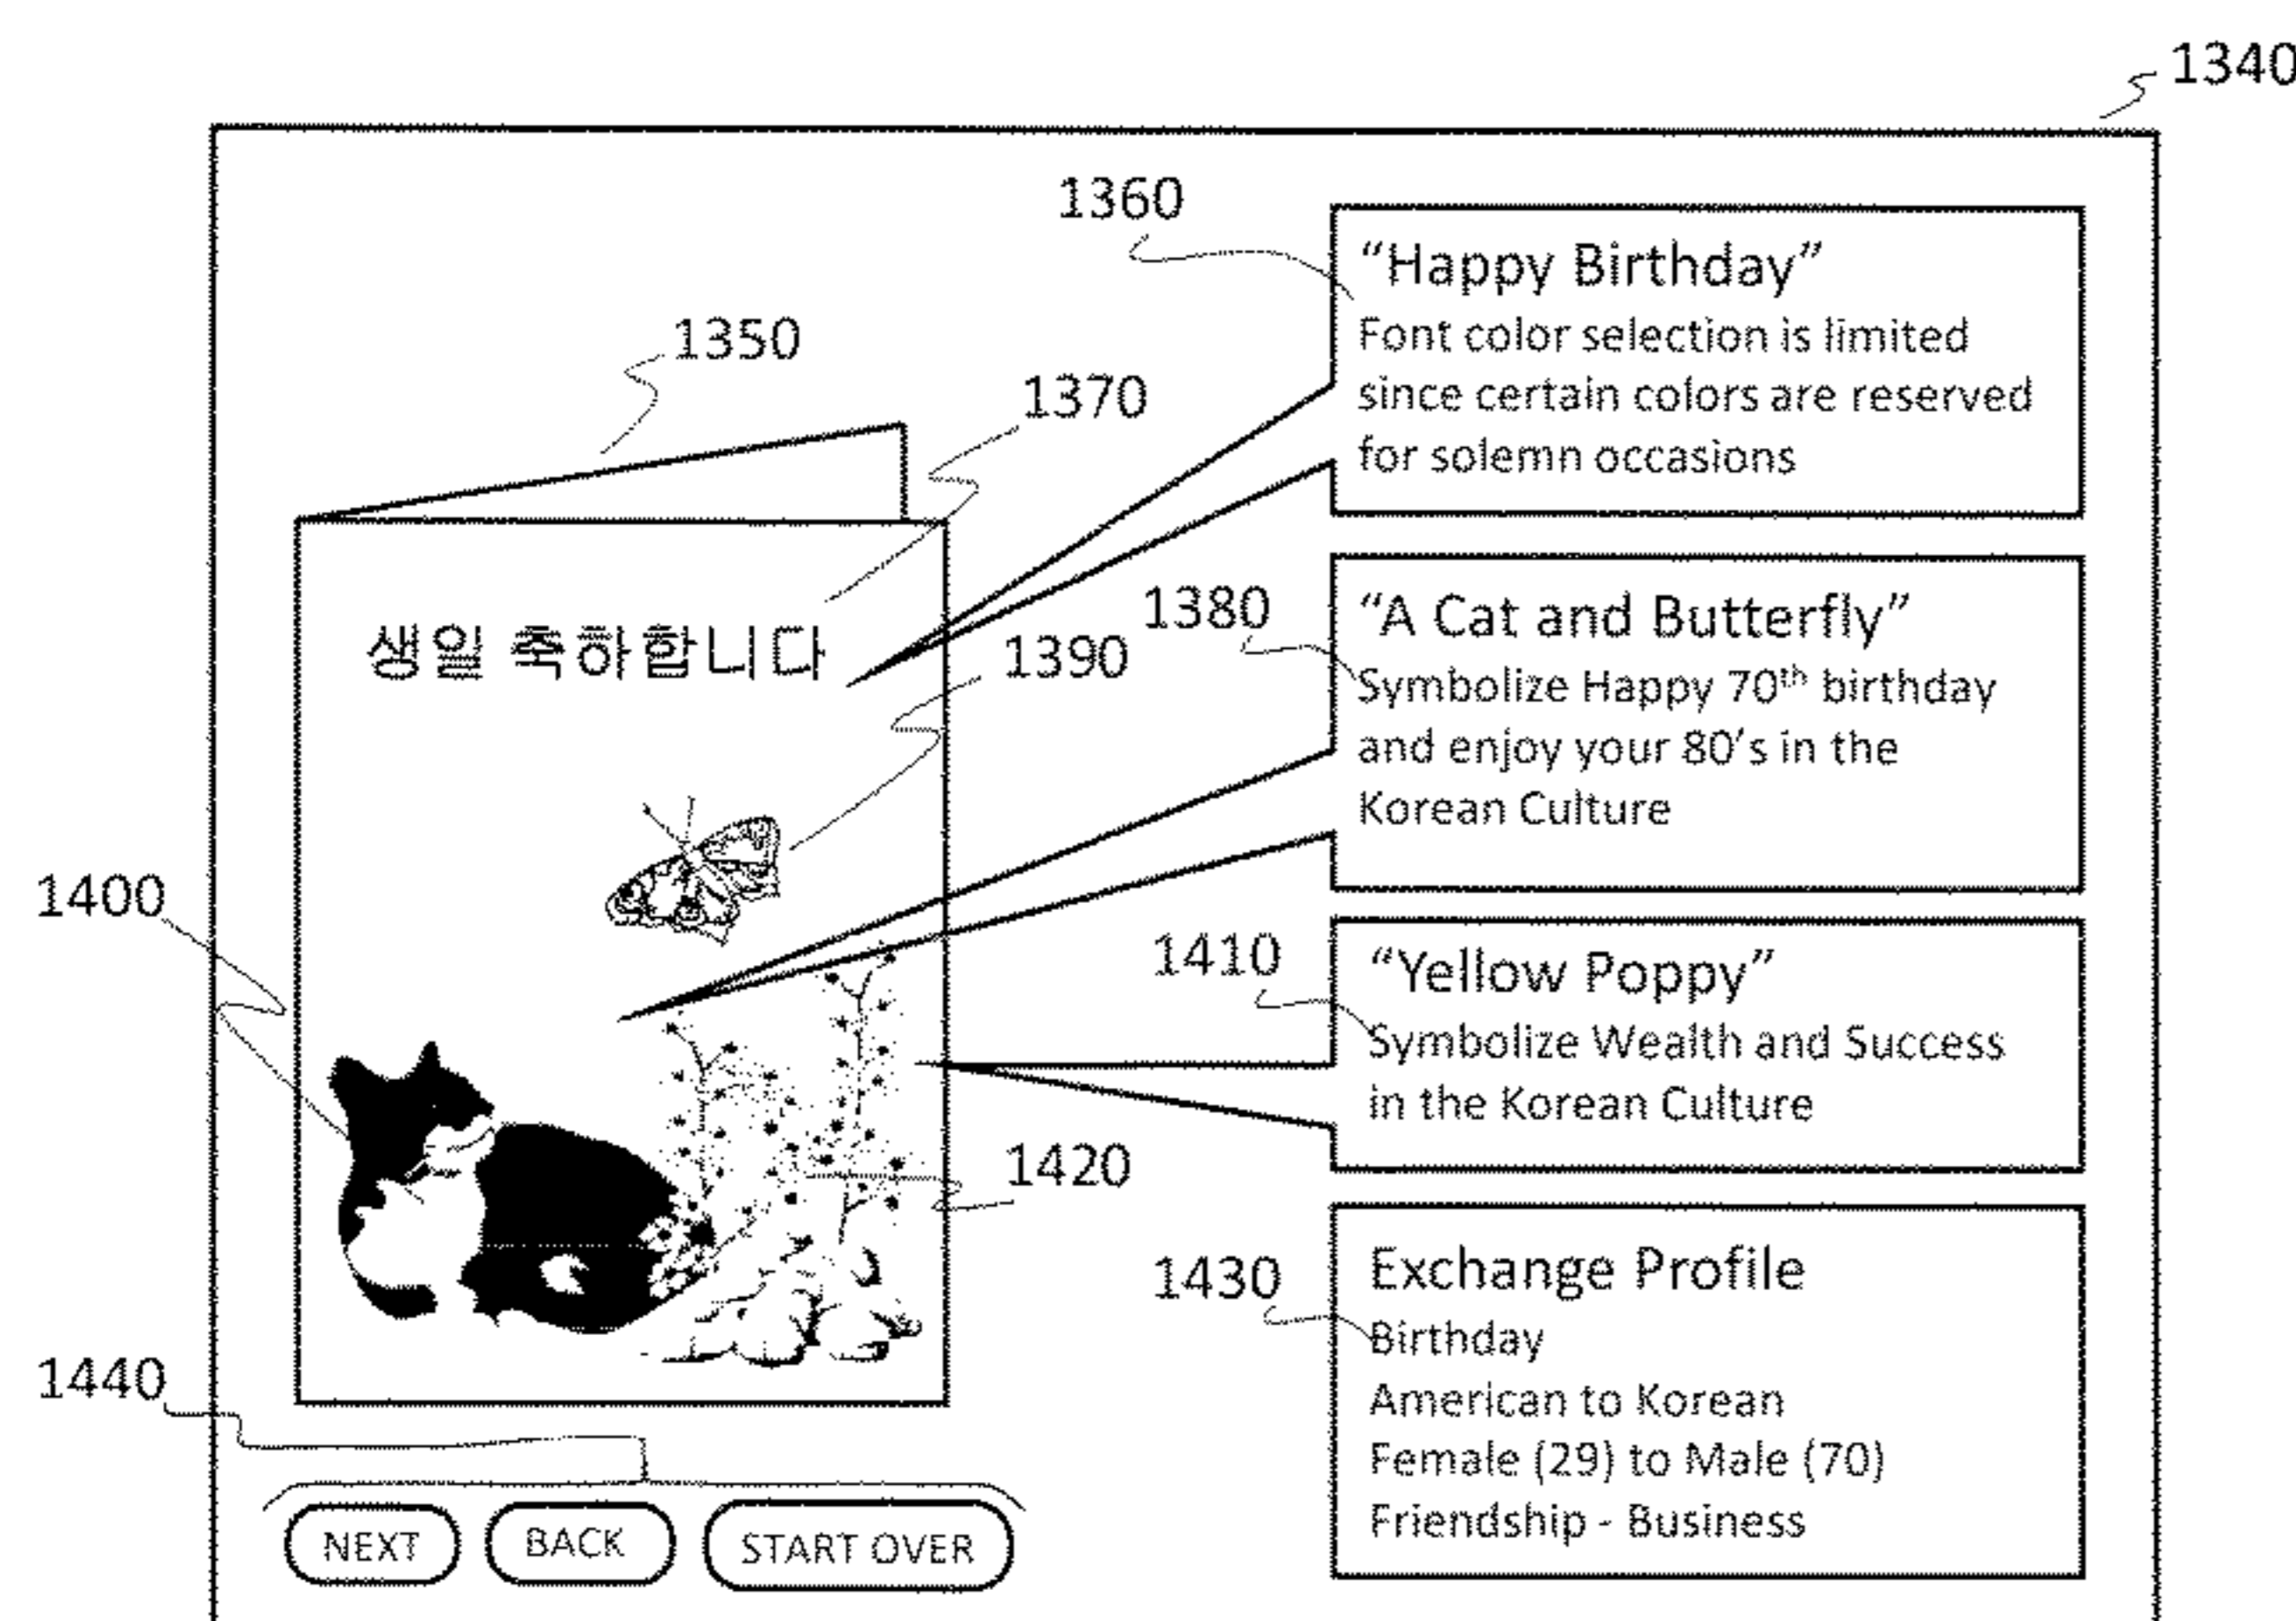 1340
1360
“Happy Birthday”
Font color selection is limited
since certain colors are reserved
for solemn occasions
1350
1370
생일 축하합니다
1380
1390
“A Cat and Butterfly”
Symbolize Happy 70th birthday
and enjoy your 80’s in the
Korean Culture
1400
1410
“Yellow Poppy”
Symbolize Wealth and Success
in the Korean Culture
1420
1430
Exchange Profile
Birthday
American to Korean
Female (29) to Male (70)
Friendship - Business
1440
NEXT
BACK
START OVER